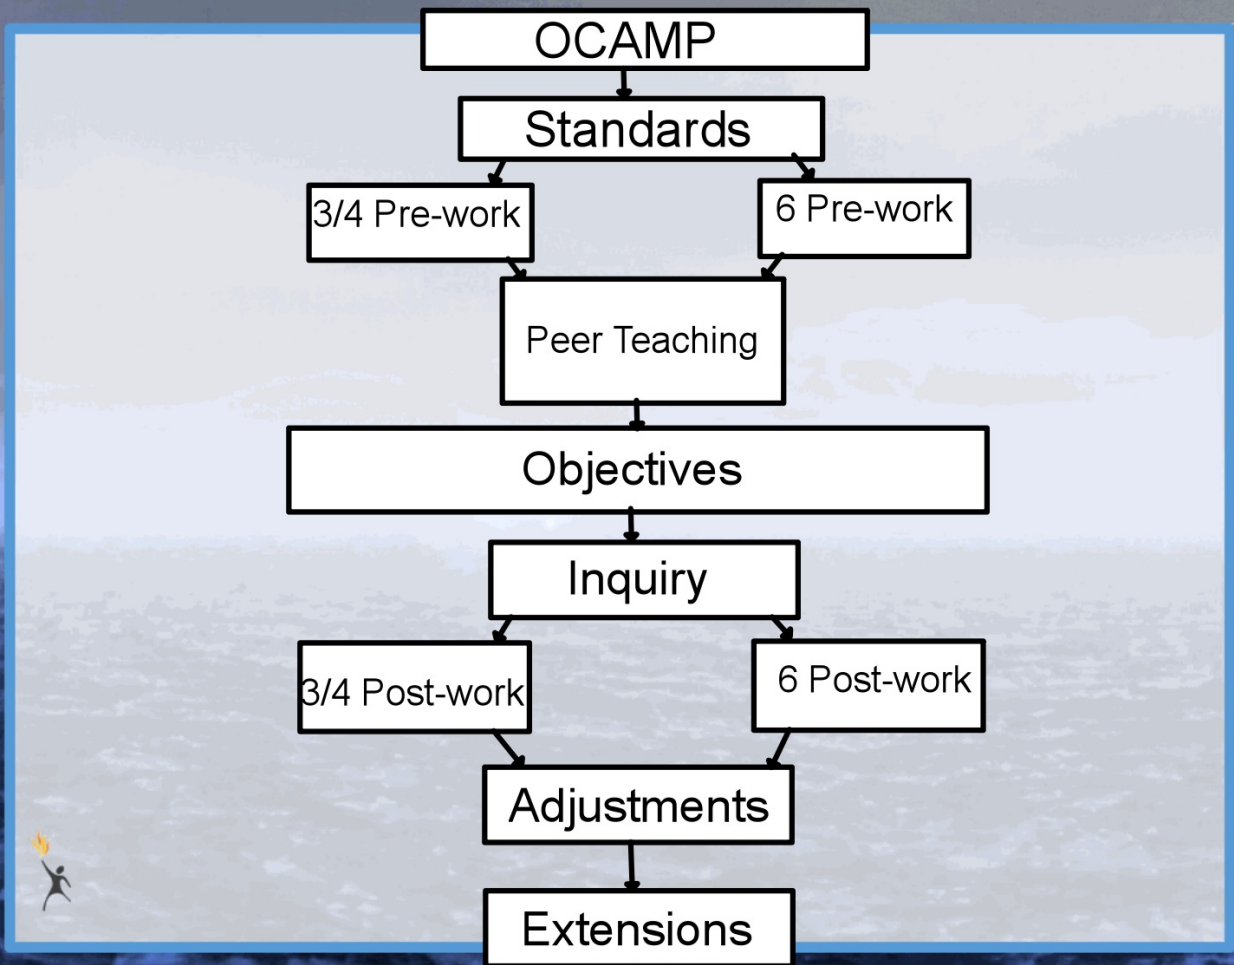 OCAMP
Standards
3/4 Pre-work
6 Pre-work
Peer Teaching
Objectives
Inquiry
3/4 Post-work
6 Post-work
Adjustments
Extensions